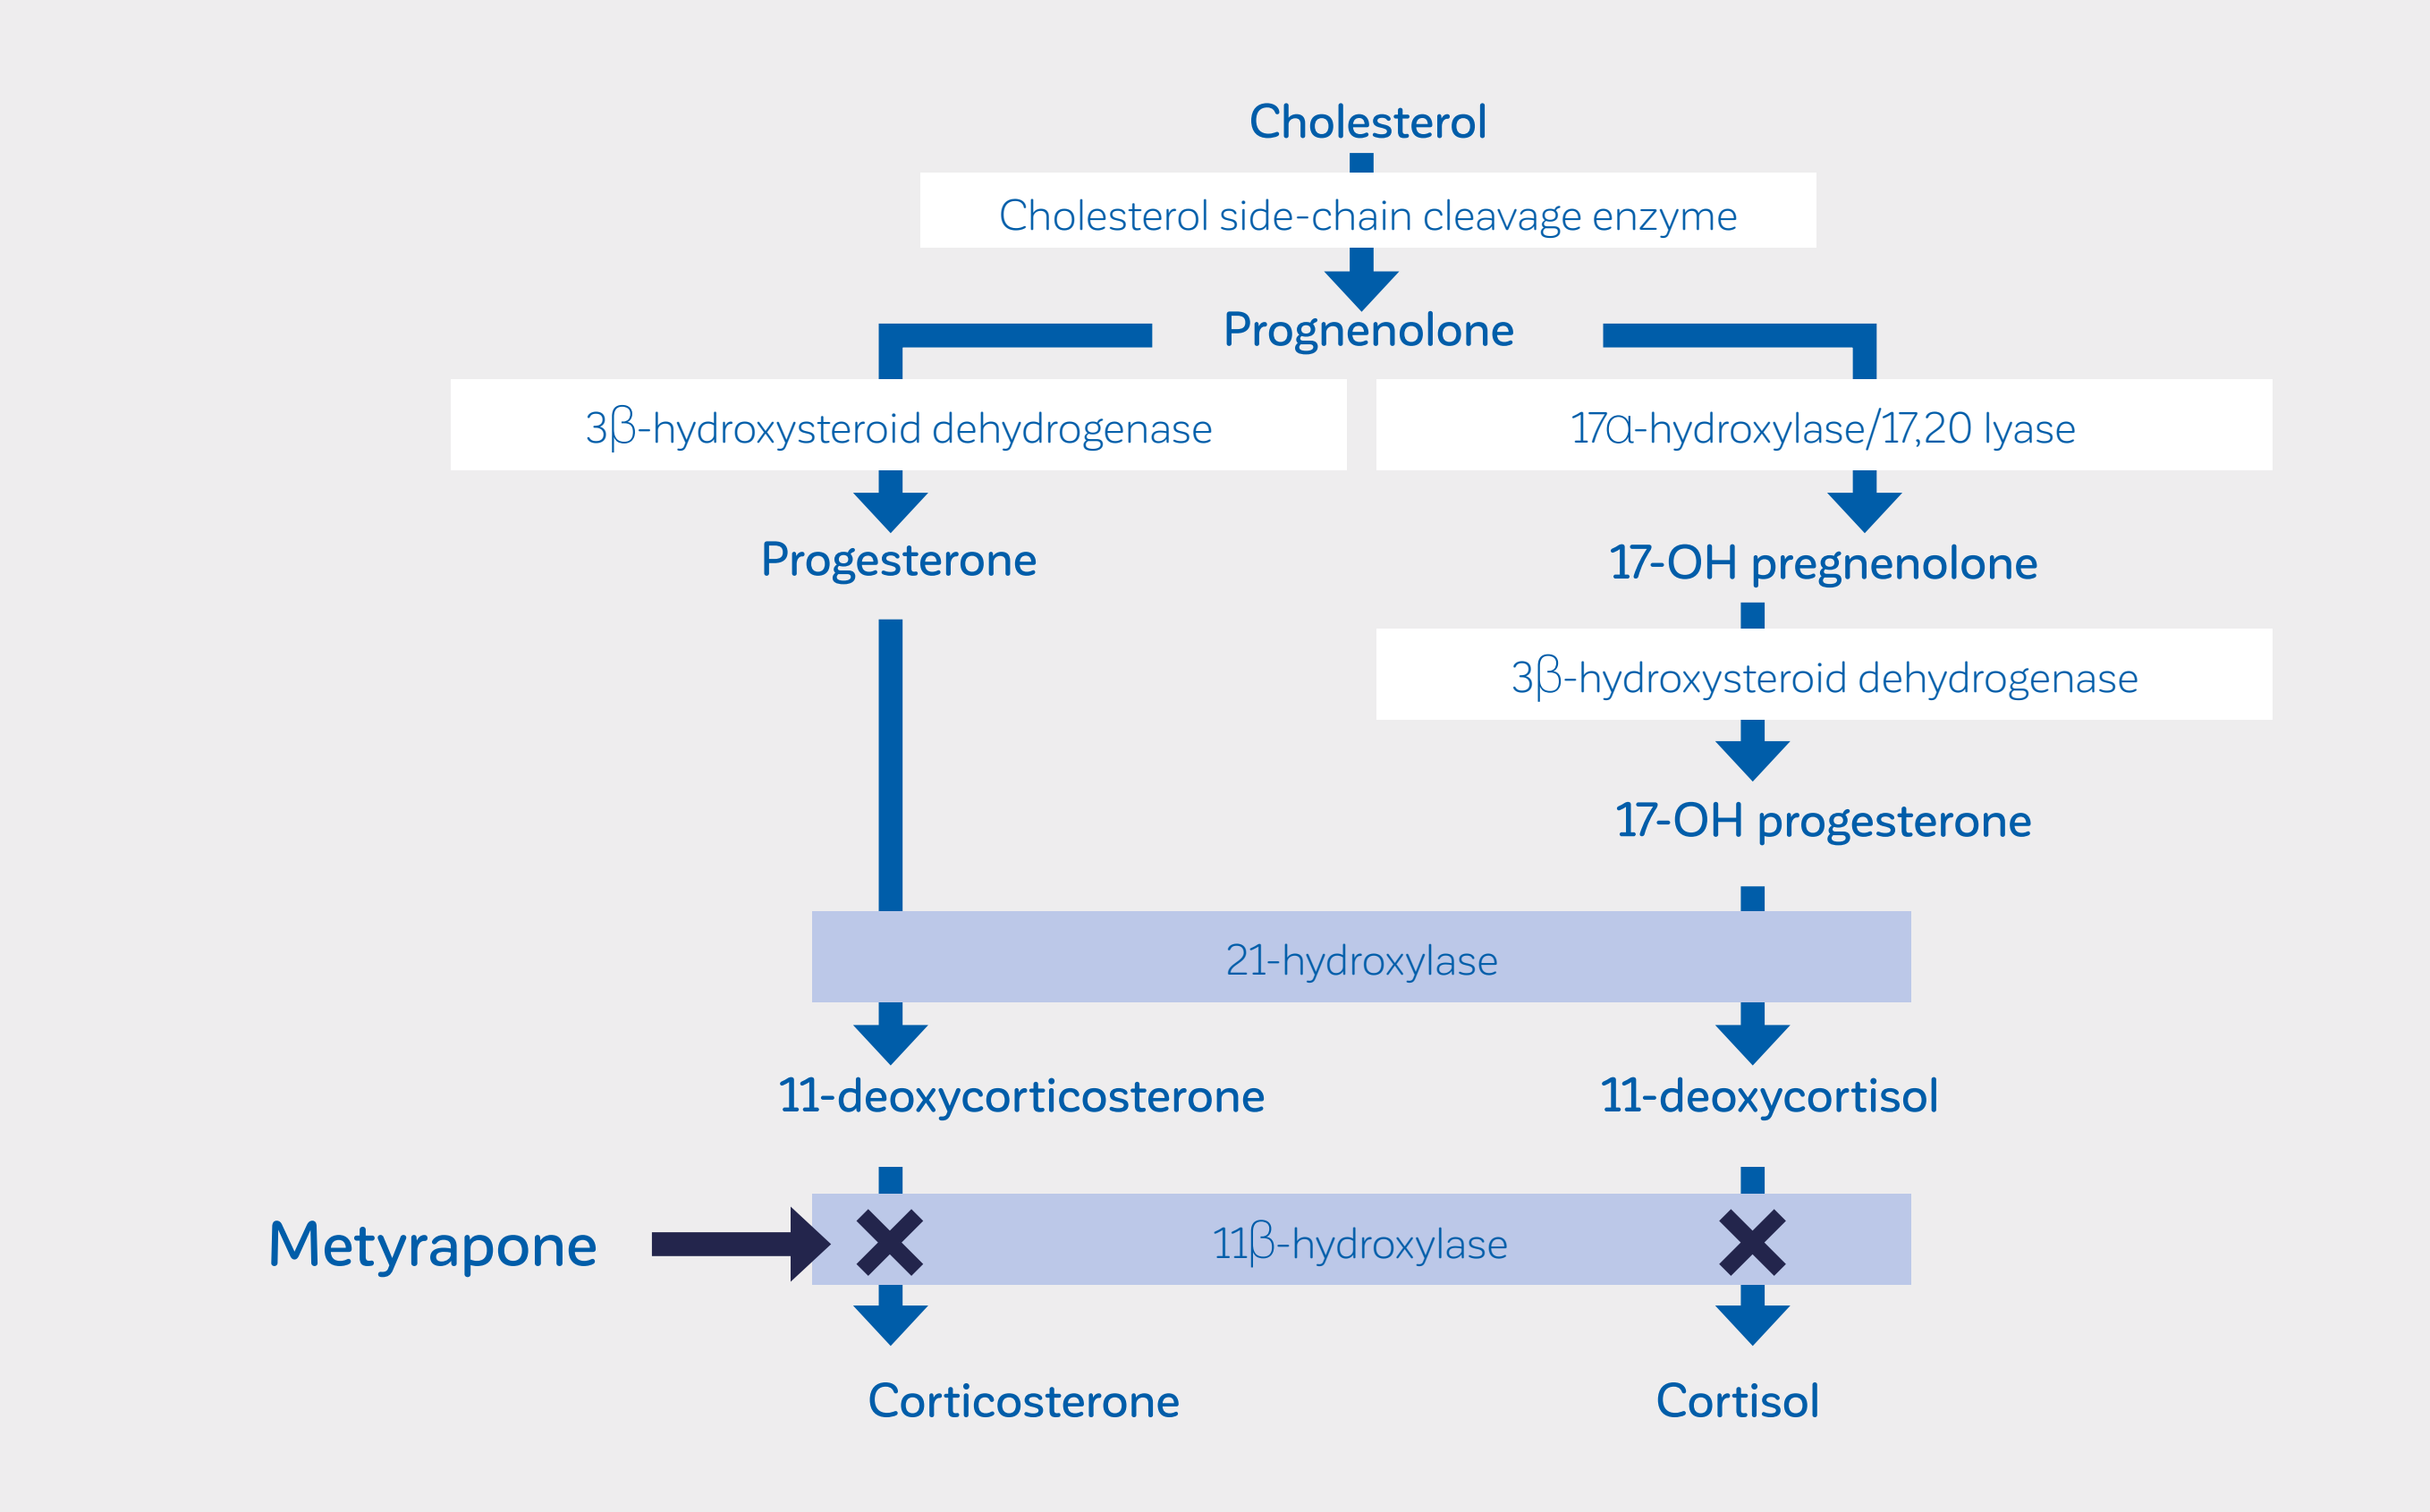 Cholesterol
Cholesterol side-chain cleavage enzyme
Prognenolone
3β-hydroxysteroid dehydrogenase
17α-hydroxylase/17,20 lyase
Progesterone
17-OH pregnenolone
3β-hydroxysteroid dehydrogenase
17-OH progesterone
21-hydroxylase
11-deoxycorticosterone
11-deoxycortisol
Metyrapone
11β-hydroxylase
Corticosterone
Cortisol